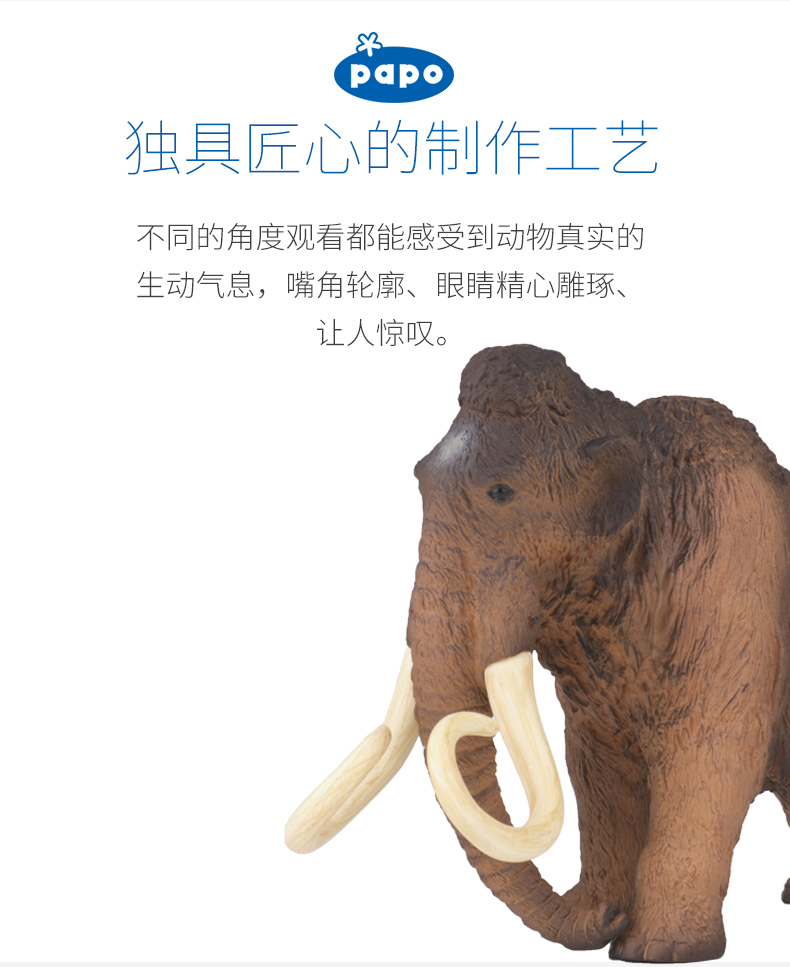 papo
独具匠心的制作工艺
不同的角度观看都能感受到动物真实的
生动气息，嘴角轮廓、眼睛精心雕琢、
让人惊叹。